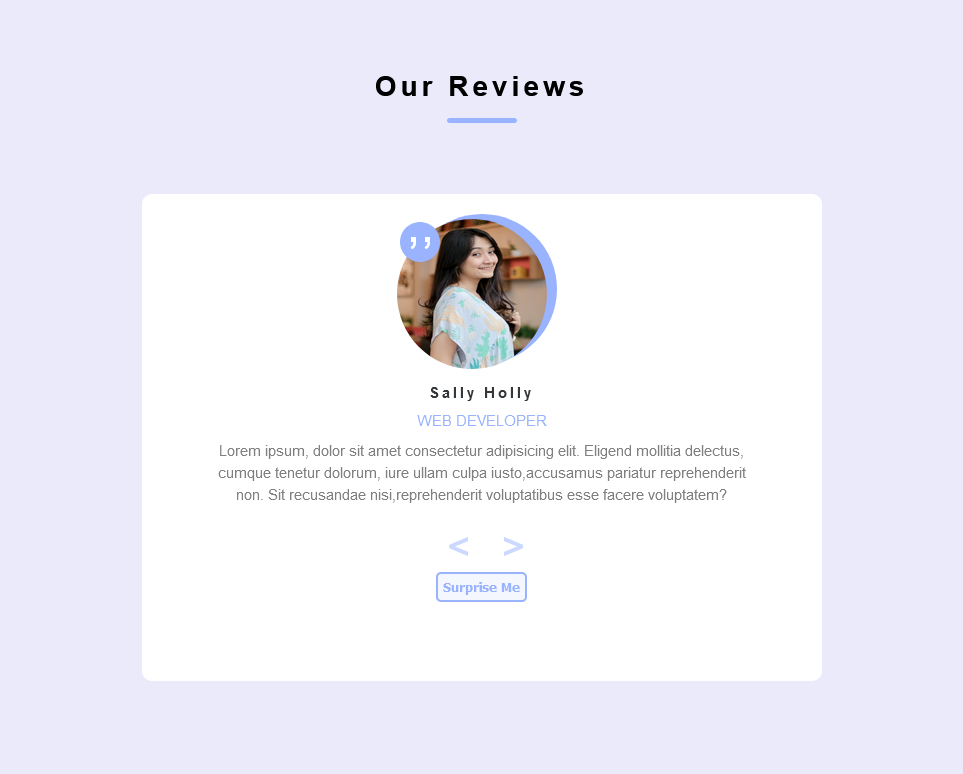 Our Reviews
’’
Sally Holly
WEB DEVELOPER
Lorem ipsum, dolor sit amet consectetur adipisicing elit. Eligend mollitia delectus,
cumque tenetur dolorum, iure ullam culpa iusto,accusamus pariatur reprehenderit
non. Sit recusandae nisi,reprehenderit voluptatibus esse facere voluptatem?
< >
Surprise Me